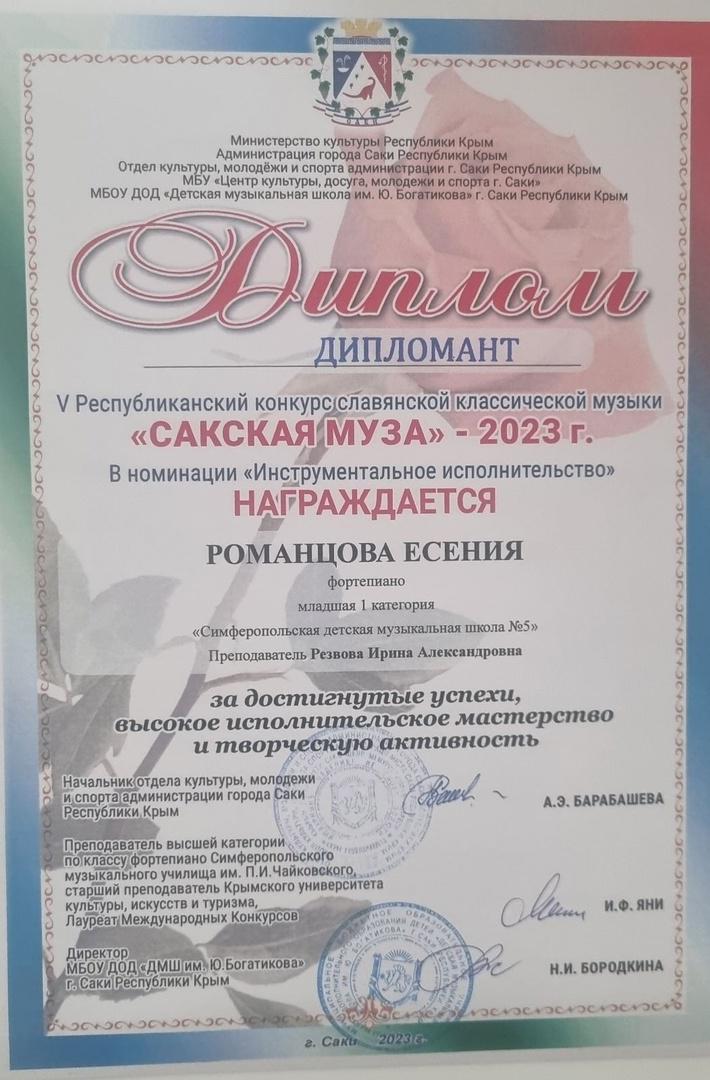 САКИ
Министерство культуры Республики Крым
Администрация города Саки Республики Крым
Отдел культуры, молодёжи и спорта администрации г. Саки Республики Крым
МБУ «Центр культуры, досуга, молодежи и спорта г. Саки»
МБОУ ДОД «Детская музыкальная школа им. Ю. Богатикова» г. Саки Республики Крым
Диплом
ДИПЛОМАНТ
V Республиканский конкурс славянской классической музыки
«САКСКАЯ МУЗА» - 2023 г.
В номинации «Инструментальное исполнительство»
НАГРАЖДАЕТСЯ
РОМАНЦОВА ЕСЕНИЯ
фортепиано
младшая 1 категория
«Симферопольская детская музыкальная школа №5»
Преподаватель Резвова Ирина Александровна
за достигнутые успехи,
высокое исполнительское мастерство
и творческую активность
Начальник отдела культуры, молодежи
и спорта администрации города Саки
Республики Крым
А.Э. БАРАБАШЕВА
Преподаватель высшей категории
по классу фортепиано Симферопольского
музыкального училища им. П.И.Чайковского,
старший преподаватель Крымского университета
культуры, искусств и туризма,
Лауреат Международных Конкурсов
И.Ф. ЯНИ
Директор
МБОУ ДОД «ДМШ им. Ю.Богатикова»
г. Саки Республики Крым
Н.И. БОРОДКИНА
г. Саки 2023 г.